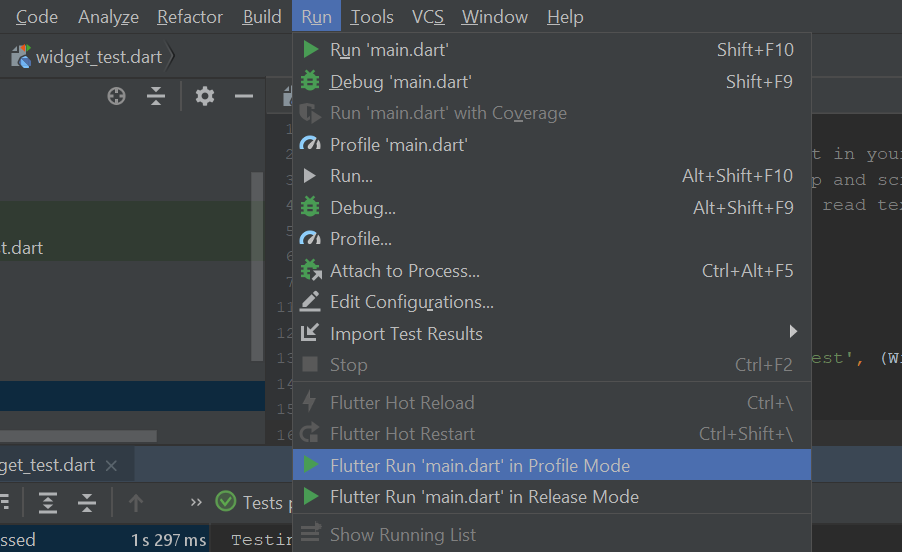 Code Analyze Refactor Build Run Tools VCS Window Help
widget_test.dart
Run 'main.dart' Shift+F10
Debug 'main.dart' Shift+F9
Run 'main.dart' with Coverage
1
Profile 'main.dart'
2 t in your
Run... Alt+Shift+F10
3 p and scr
Debug... Alt+Shift+F9
4 read tex
Profile...
5
t.dart
6
Attach to Process... Ctrl+Alt+F5
7
Edit Configurations...
11
Import Test Results
12
13 est', (Wi
Stop Ctrl+F2
14
Flutter Hot Reload Ctrl+\
15
Flutter Hot Restart Ctrl+Shift+\
16
get_test.dart
Flutter Run 'main.dart' in Profile Mode
Flutter Run 'main.dart' in Release Mode
» Tests p
Show Running List
ssed 1 s 297 ms Testin